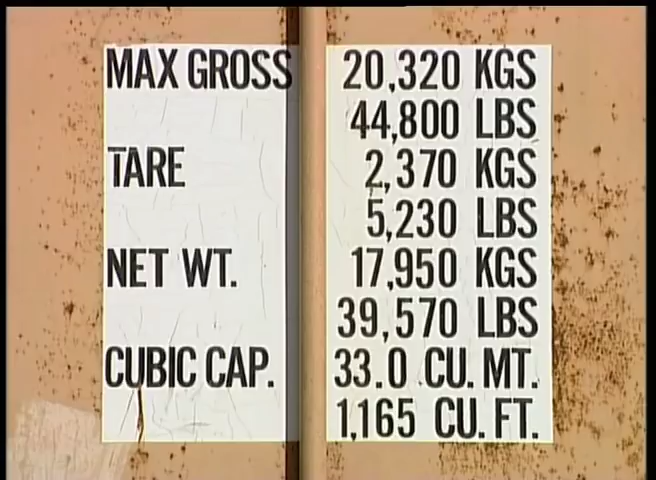 MAX GROSS 20,320 KGS
44,800 LBS
TARE 2,370 KGS
5,230 LBS
NET WT. 17,950 KGS
39,570 LBS
CUBIC CAP. 33.0 CU. MT.
1,165 CU. FT.